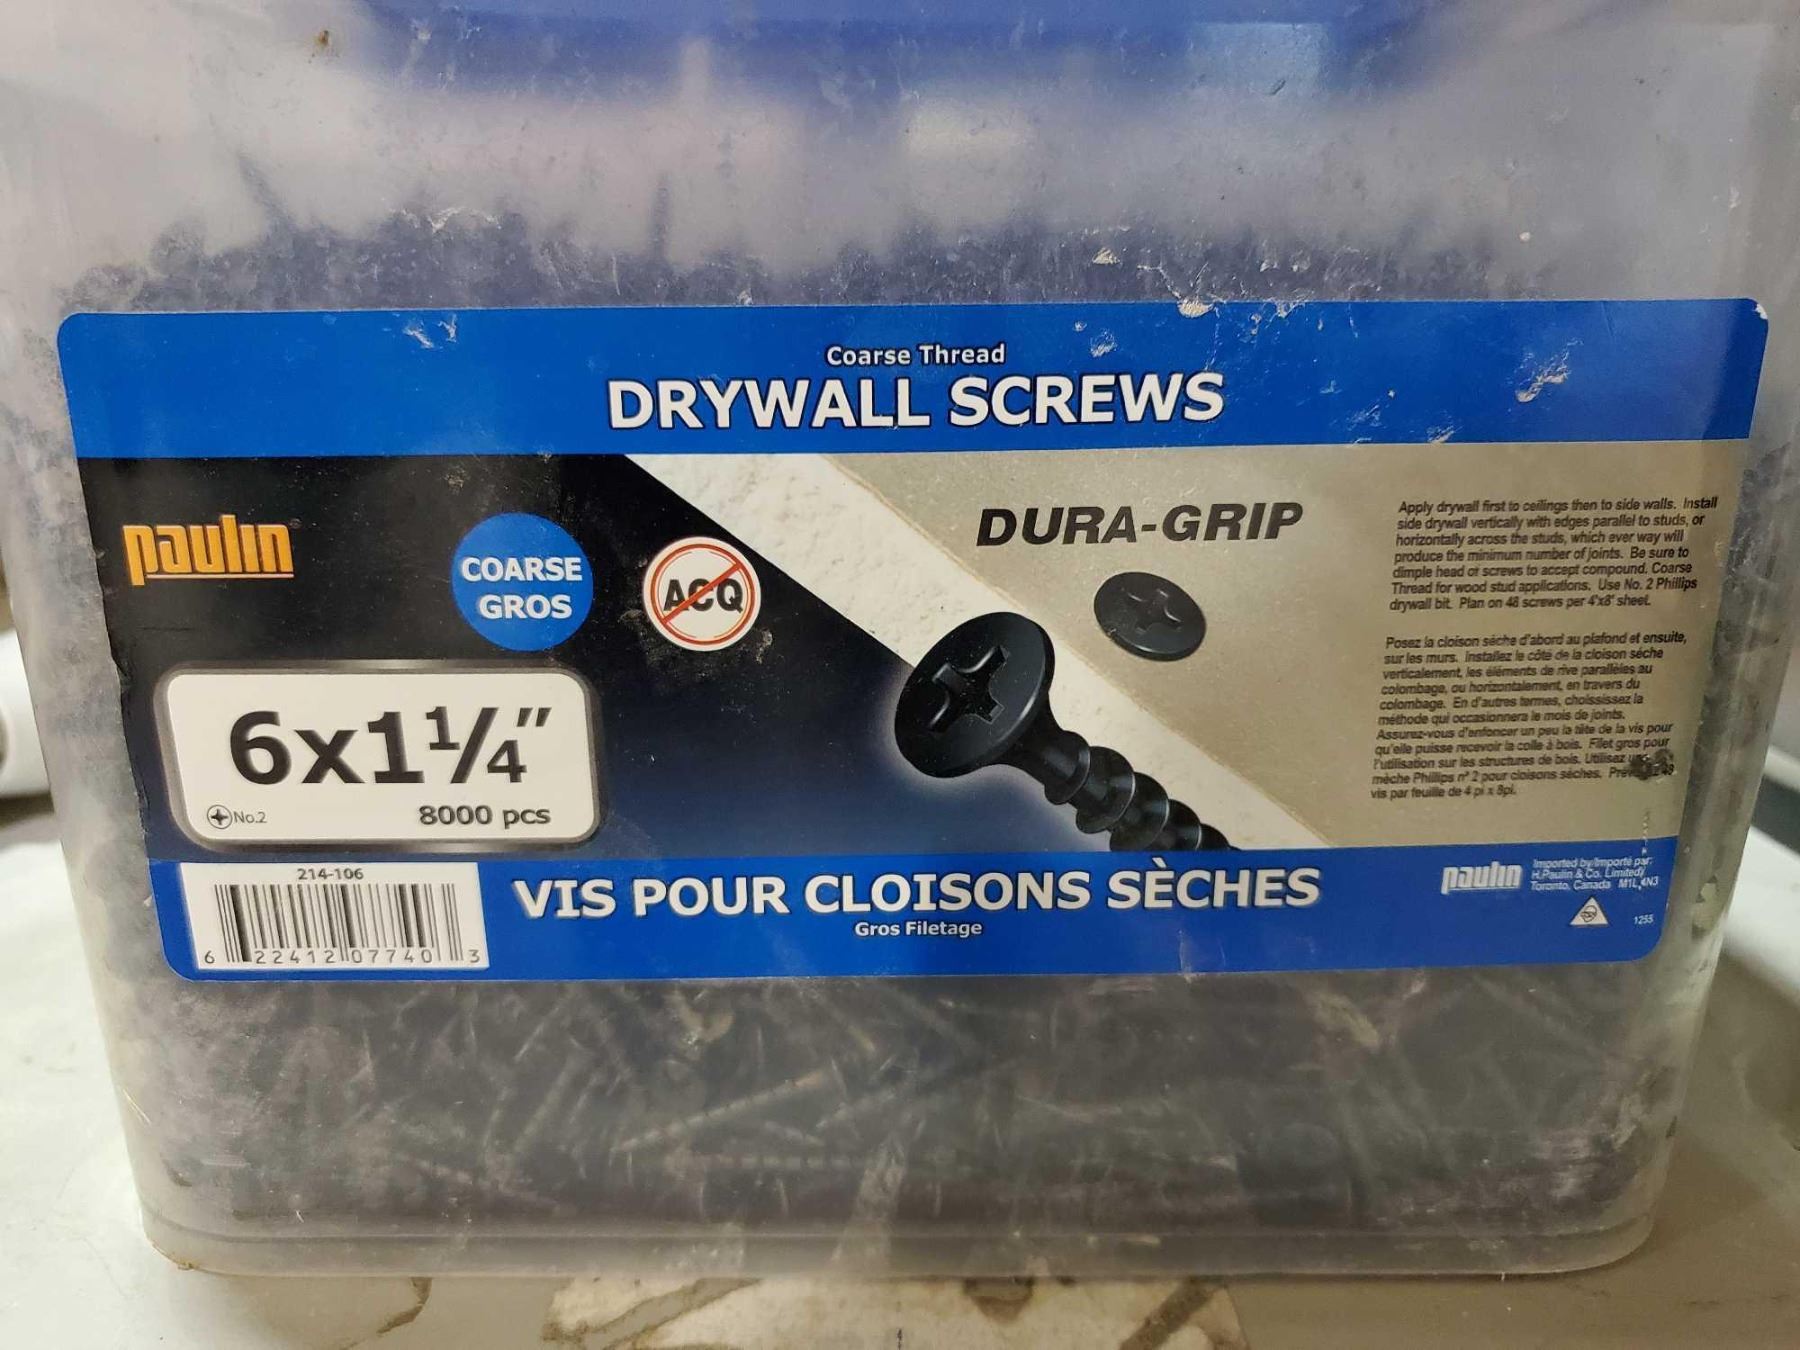 Coarse Thread
DRYWALL SCREWS
paulin
COARSE
GROS
ACQ
DURA-GRIP
6x1 1/4"
No.2
8000 pcs
Apply drywall first to ceilings then to side walls. Install
side drywall vertically with edges parallel to studs, or
horizontally across the studs, which ever way will
produce the minimum number of joints. Be sure to
dimple head of screws to accept compound. Coarse
Thread for wood stud applications. Use No. 2 Phillips
drywall bit. Plan on 48 screws per 4'x8' sheet.
Posez la cloison sèche d'abord au plafond et ensuite,
sur les murs. Installez le côté de la cloison sèche
verticalement, les éléments de rive parallèles au
colombage, ou horizontalement, en travers du
colombage. En d'autres termes, choississez la
méthode qui occasionnera le mois de joints.
Assurez-vous d'enfoncer un peu la tête de la vis pour
qu'elle puisse recevoir la colle à bois. Filet gros pour
l'utilisation sur les structures de bois. Utilisez
mèche Phillips nº 2 pour cloisons sèches. 48
vis par feuille de 4 pi x 8pi.
214-106
6 22412 07740 3
VIS POUR CLOISONS SÈCHES
Gros Filetage
paulin
Imported by/Importé par:
H.Paulin & Co. Limited
Toronto, Canada M1L 4N3
1255